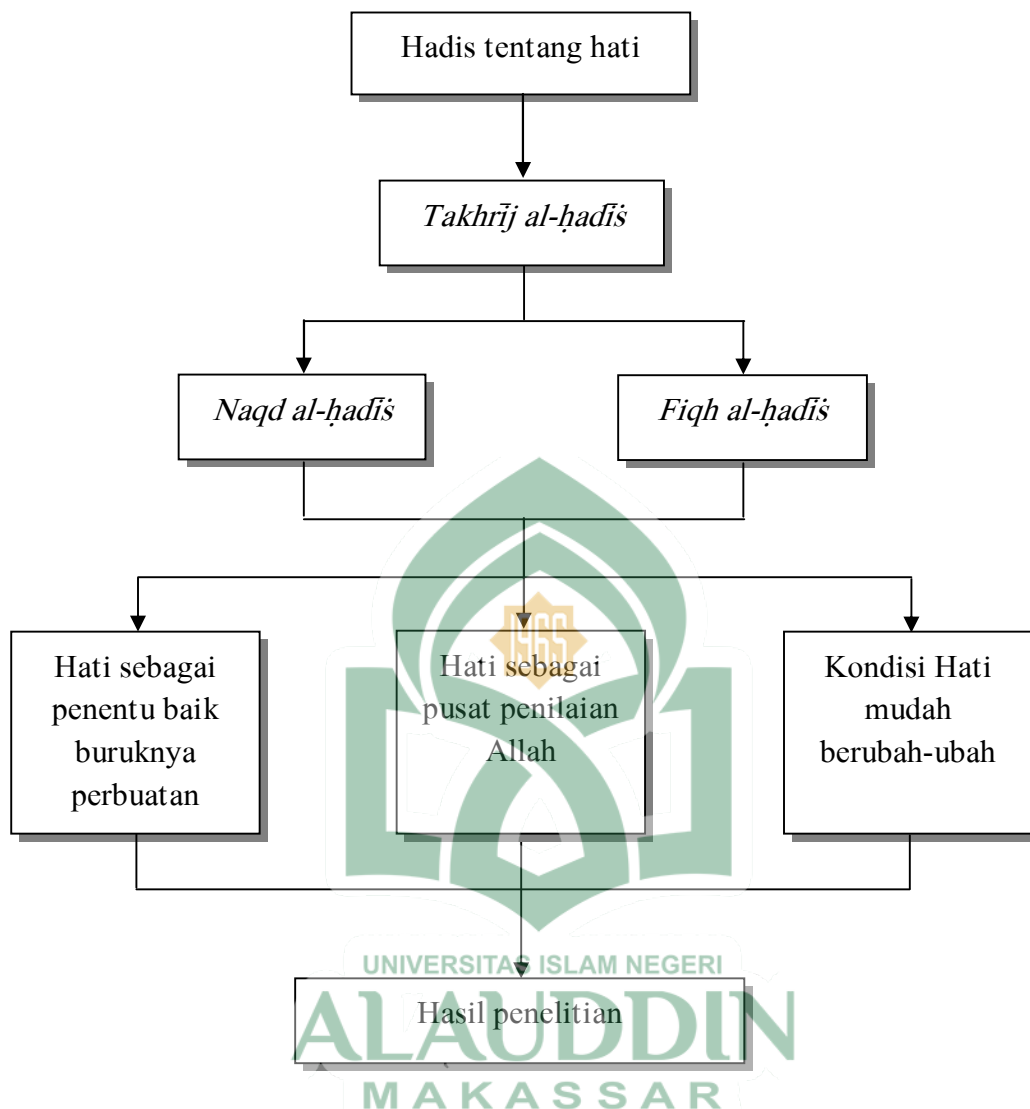 Hadis tentang hati
Takhrīj al-ḥadīṡ
Naqd al-ḥadīṡ
Fiqh al-ḥadīṡ
Hati sebagai
penentu baik
buruknya
perbuatan
1965
Hati sebagai
pusat penilaian
Allah
Kondisi Hati
mudah
berubah-ubah
UNIVERSITAS ISLAM NEGERI
Hasil penelitian
ALAUDDIN
MAKASSAR